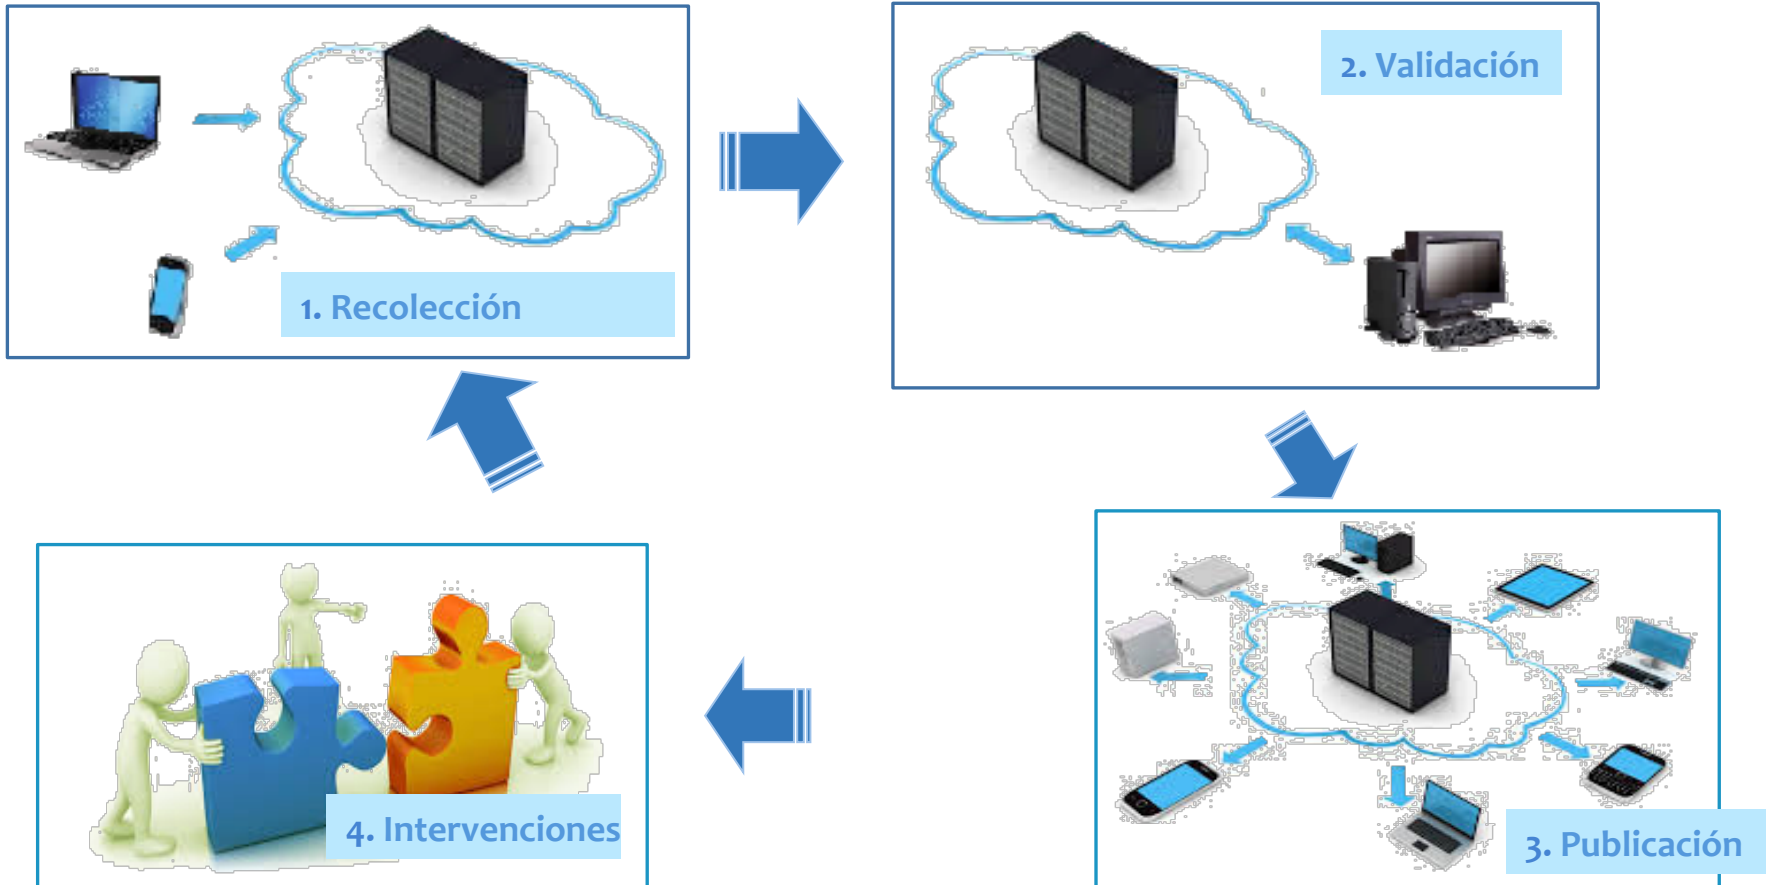 1. Recolección
2. Validación
3. Publicación
4. Intervenciones